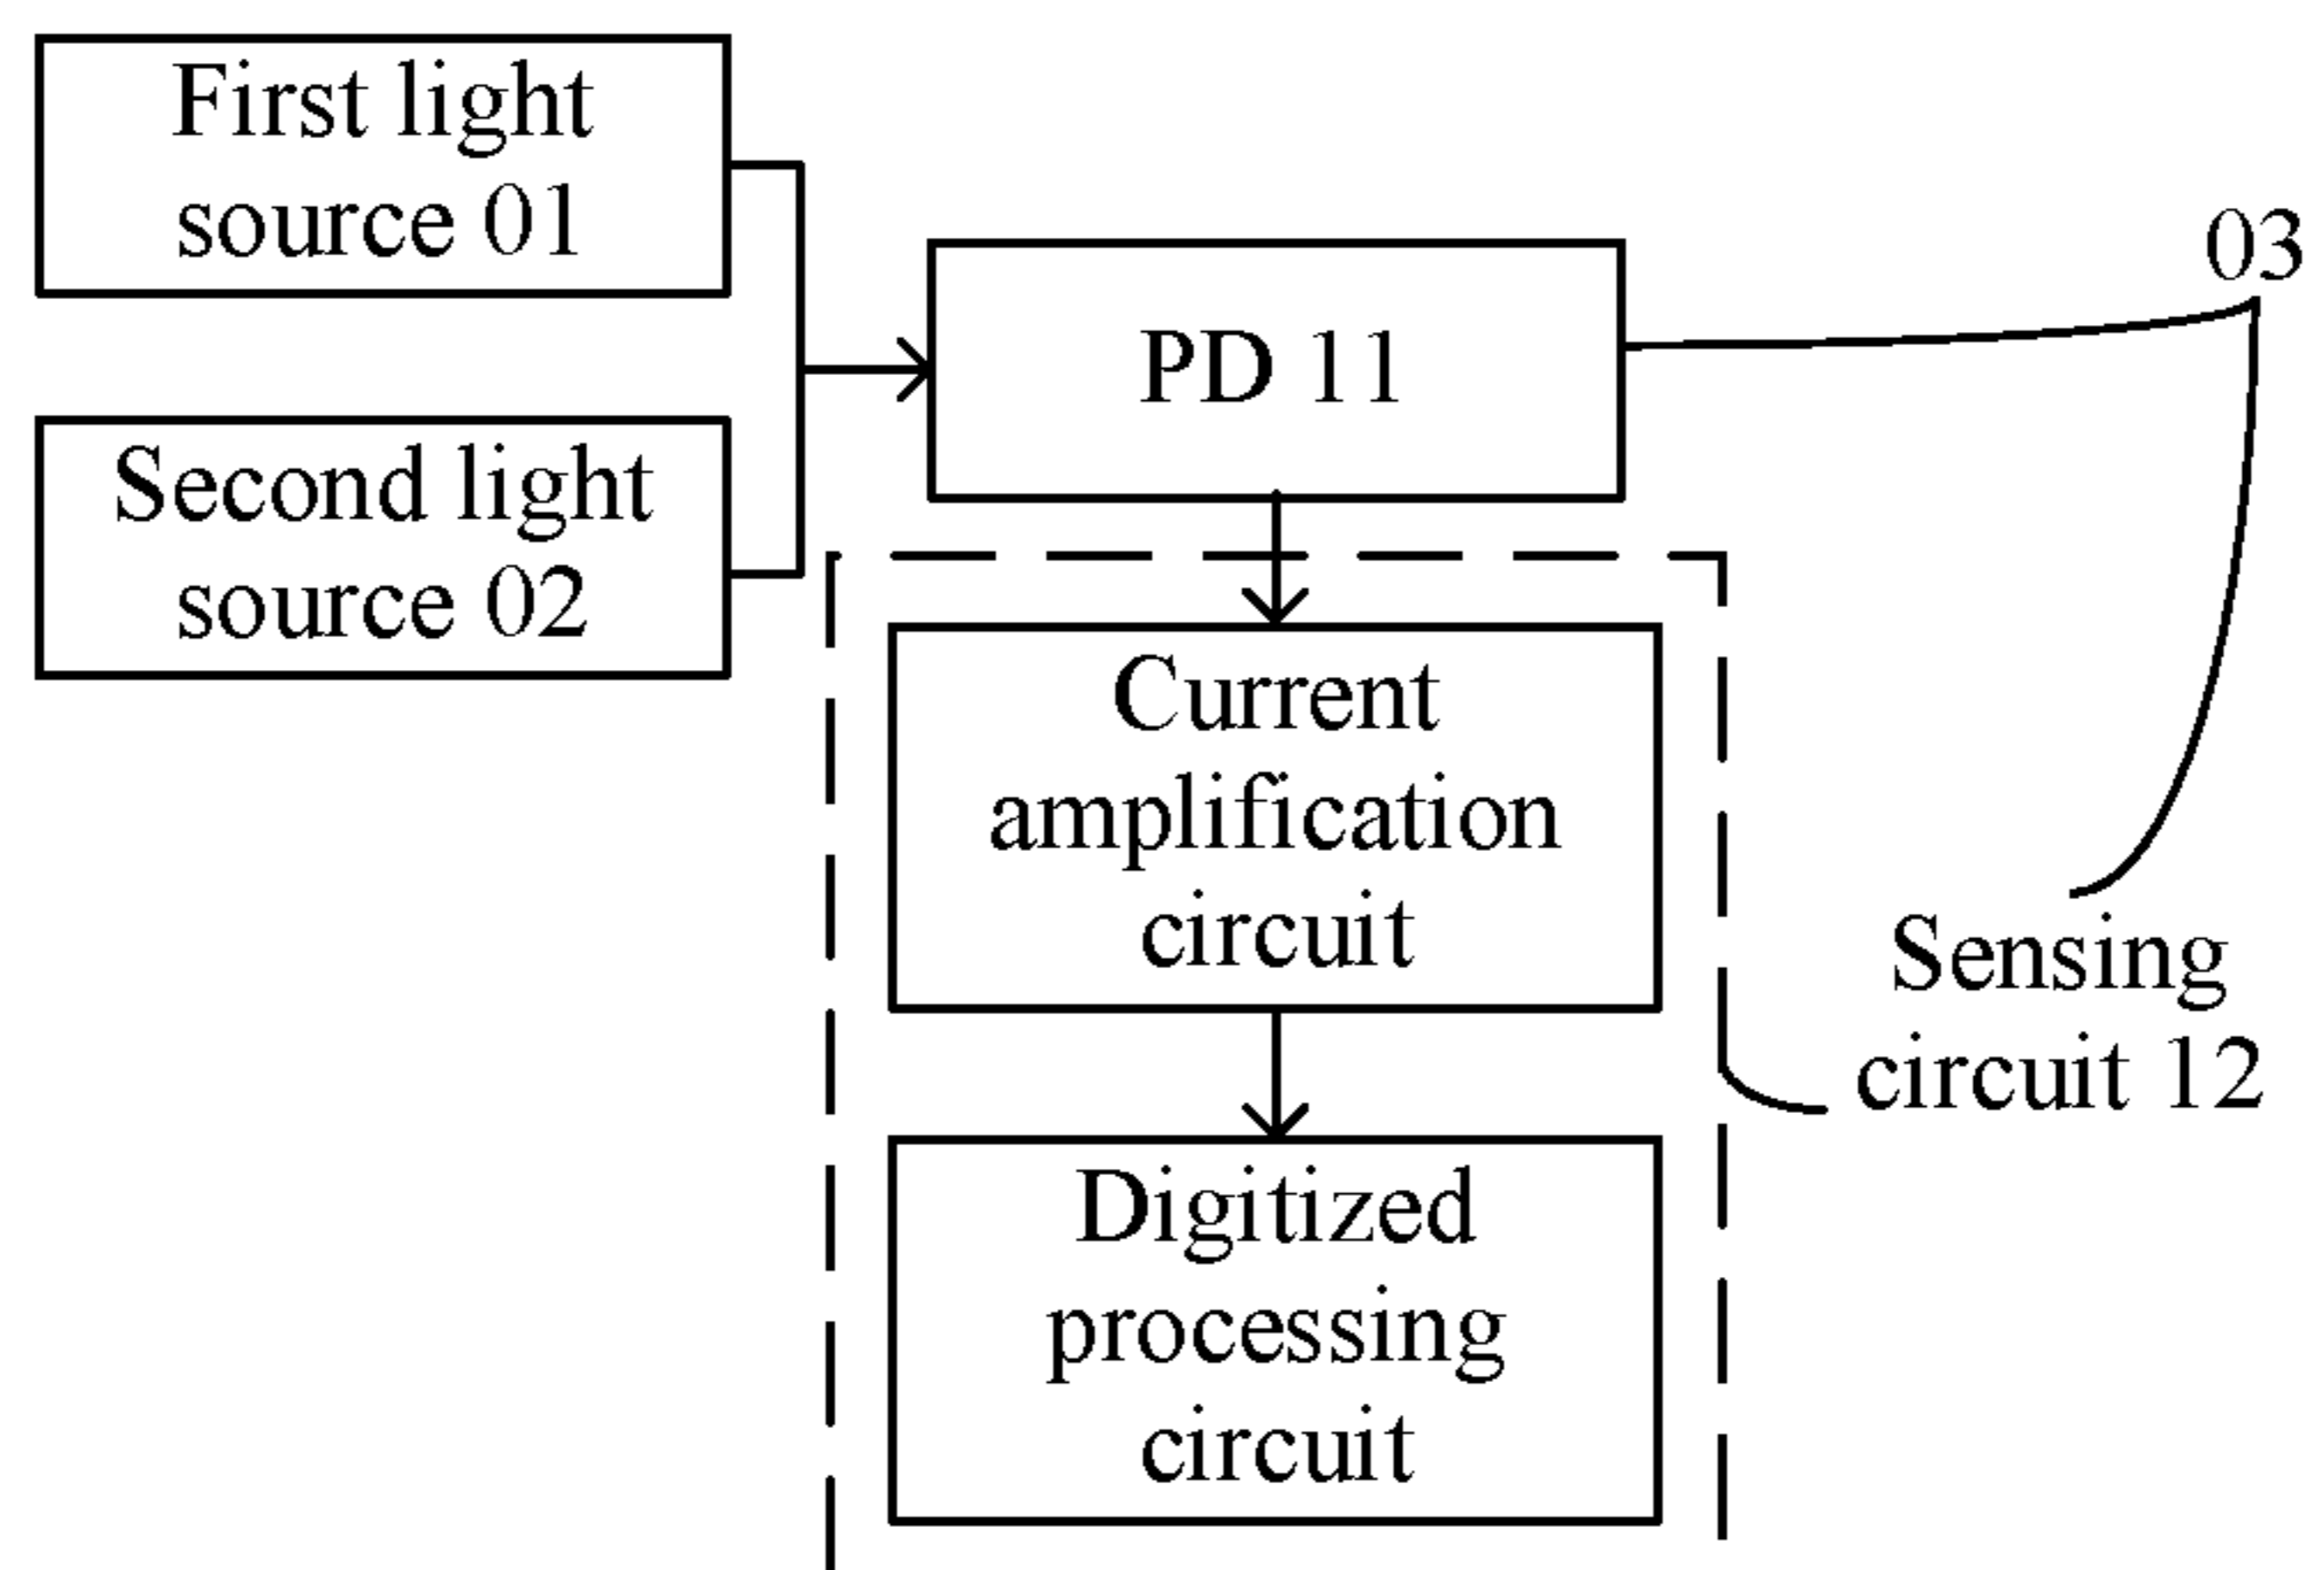 First light
source 01
03
PD 11
Second light
source 02
Current
amplification
circuit
Sensing
circuit 12
Digitized
processing
circuit